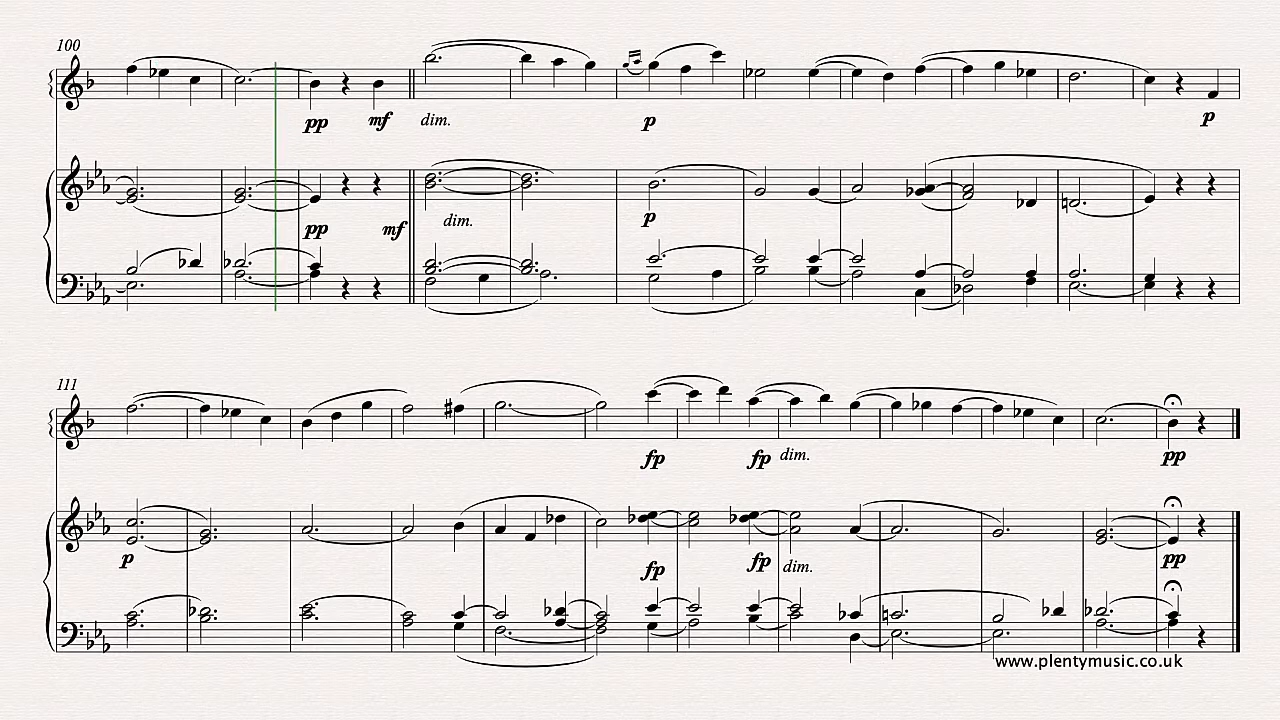 100
pp mf dim. p p
pp mf dim. p
111
fp fp dim. pp
p fp fp dim. pp
www.plentymusic.co.uk